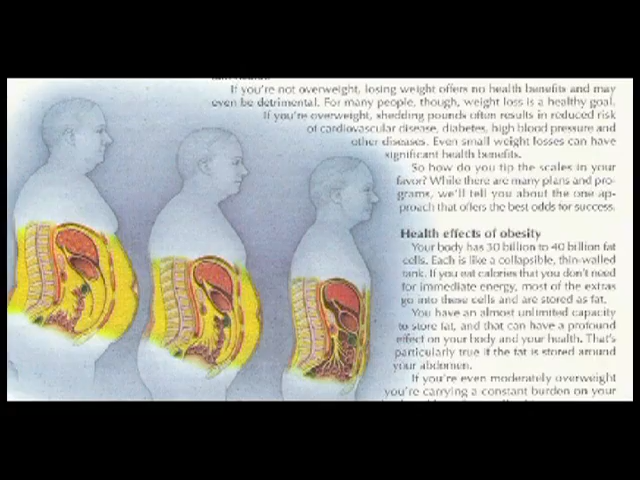 If you're not overweight, losing weight offers no health benefits and may
even be detrimental. For many people, though, weight loss is a healthy goal.
If you're overweight, shedding pounds often results in reduced risk
of cardiovascular disease, diabetes, high blood pressure and
other diseases. Even small weight losses can have
significant health benefits.
So how do you tip the scales in your
favor? While there are many plans and pro-
grams, we'll tell you about the one ap-
proach that offers the best odds for success.
Health effects of obesity
Your body has 30 billion to 40 billion fat
cells. Each is like a collapsible, thin-walled
tank. If you eat calories that you don't need
for immediate energy, most of the extras
go into these cells and are stored as fat.
You have an almost unlimited capacity
to store fat, and that can have a profound
effect on your body and your health. That's
particularly true if the fat is stored around
your abdomen.
If you're even moderately overweight
you're carrying a constant burden on your